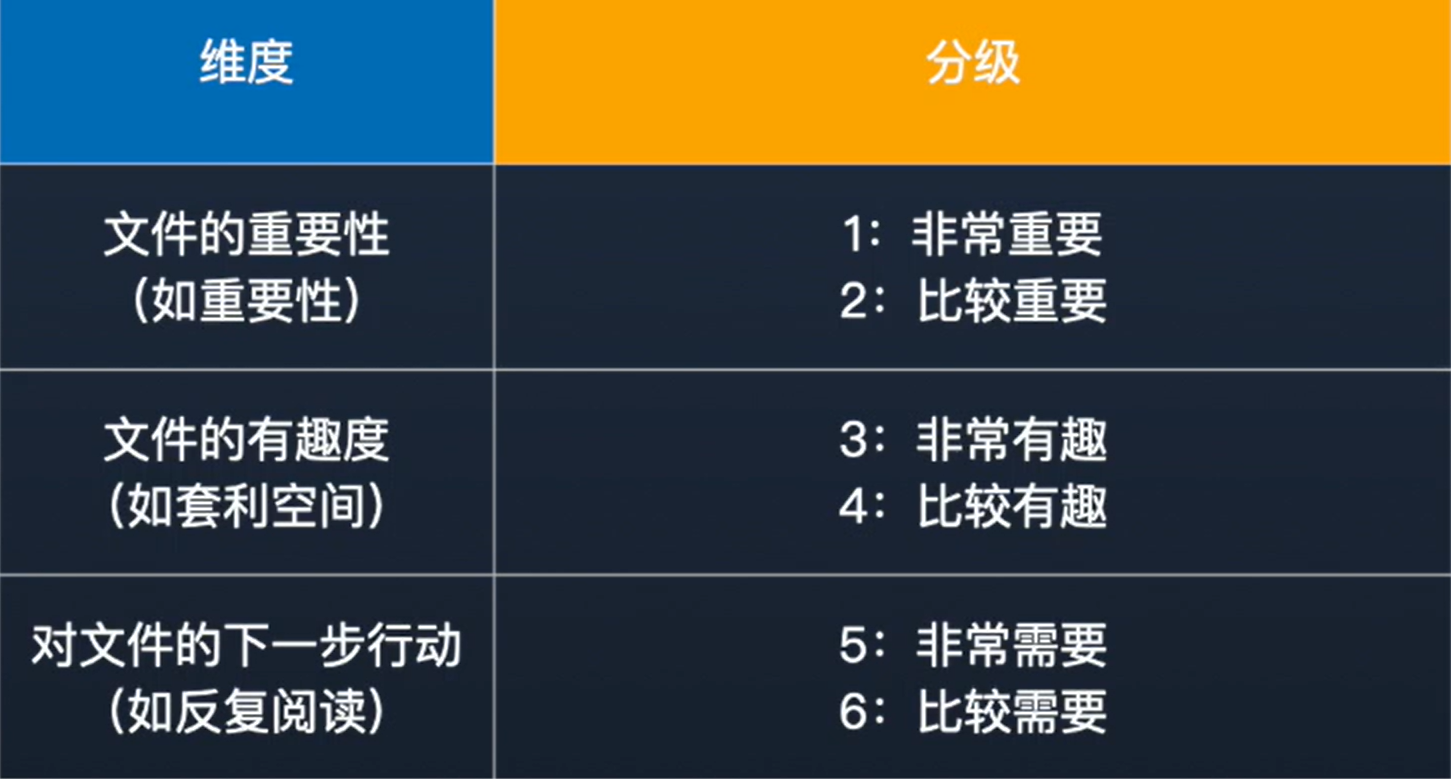 维度
分级
文件的重要性
（如重要性）
1：非常重要
2：比较重要
文件的有趣度
（如套利空间）
3：非常有趣
4：比较有趣
对文件的下一步行动
（如反复阅读）
5：非常需要
6：比较需要